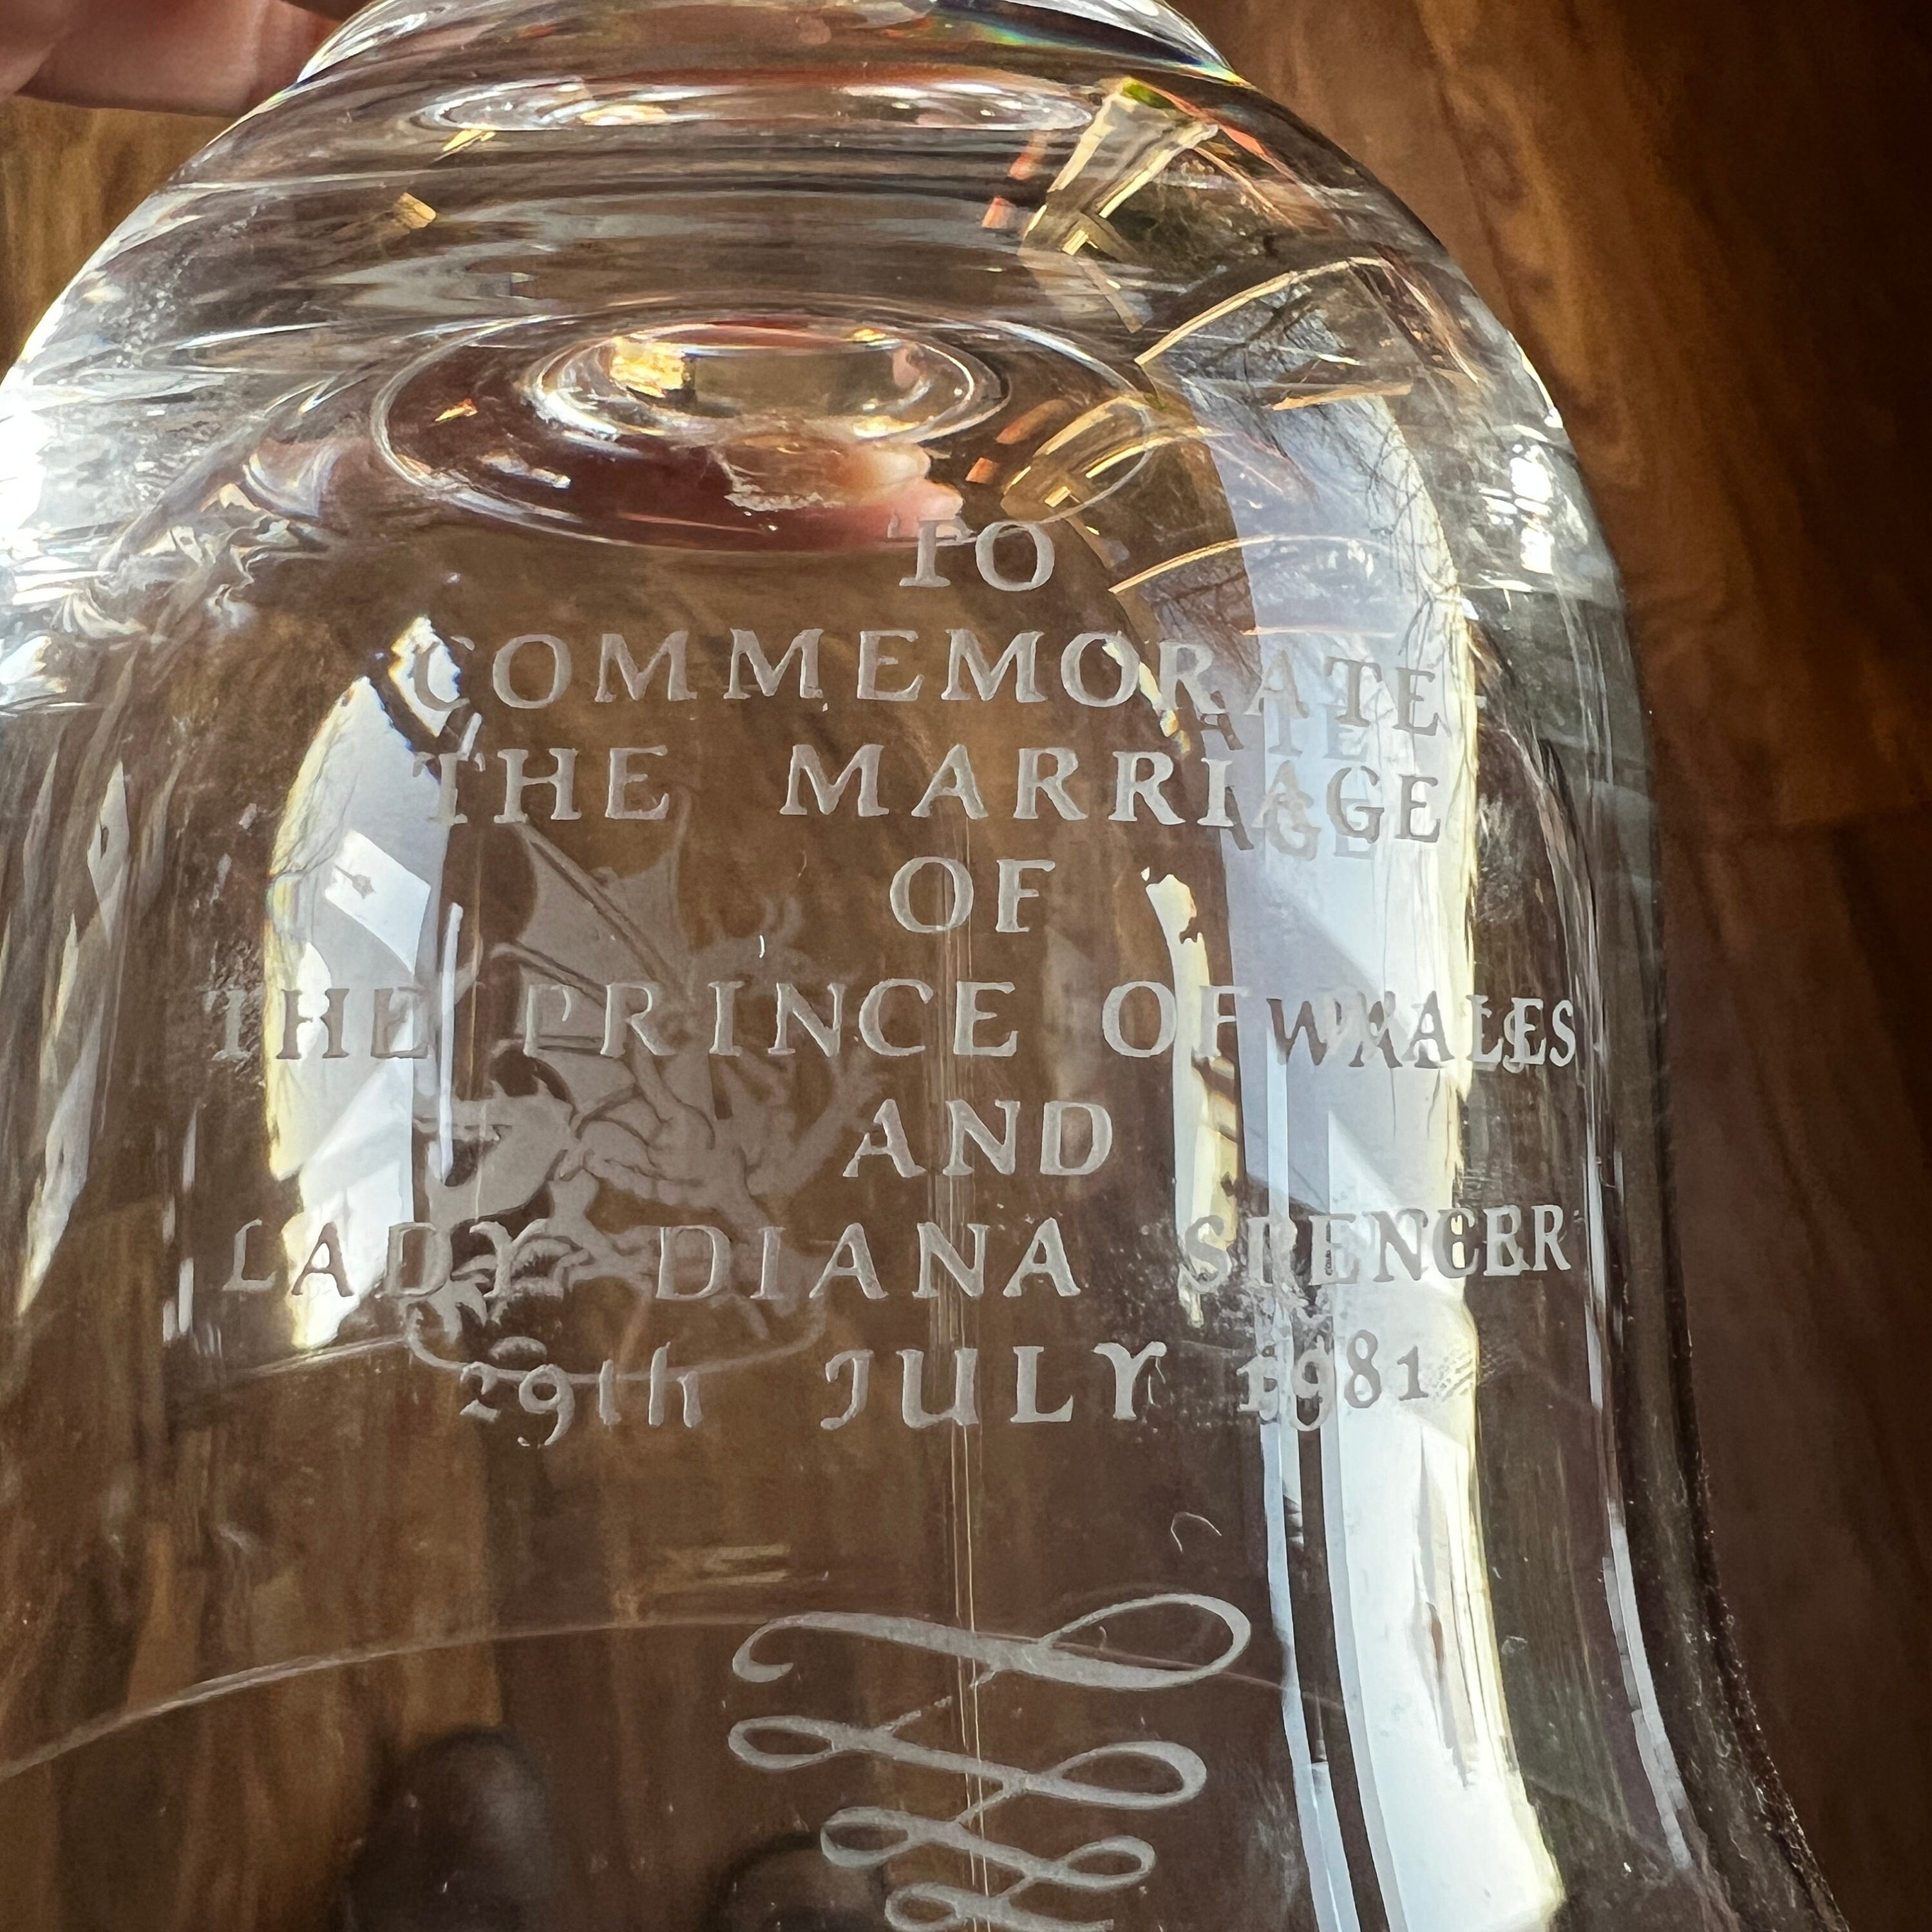 TO
COMMEMORATE
THE MARRIAGE
OF
THE PRINCE OF WALES
AND
LADY DIANA SPENCER
29th JULY 1981